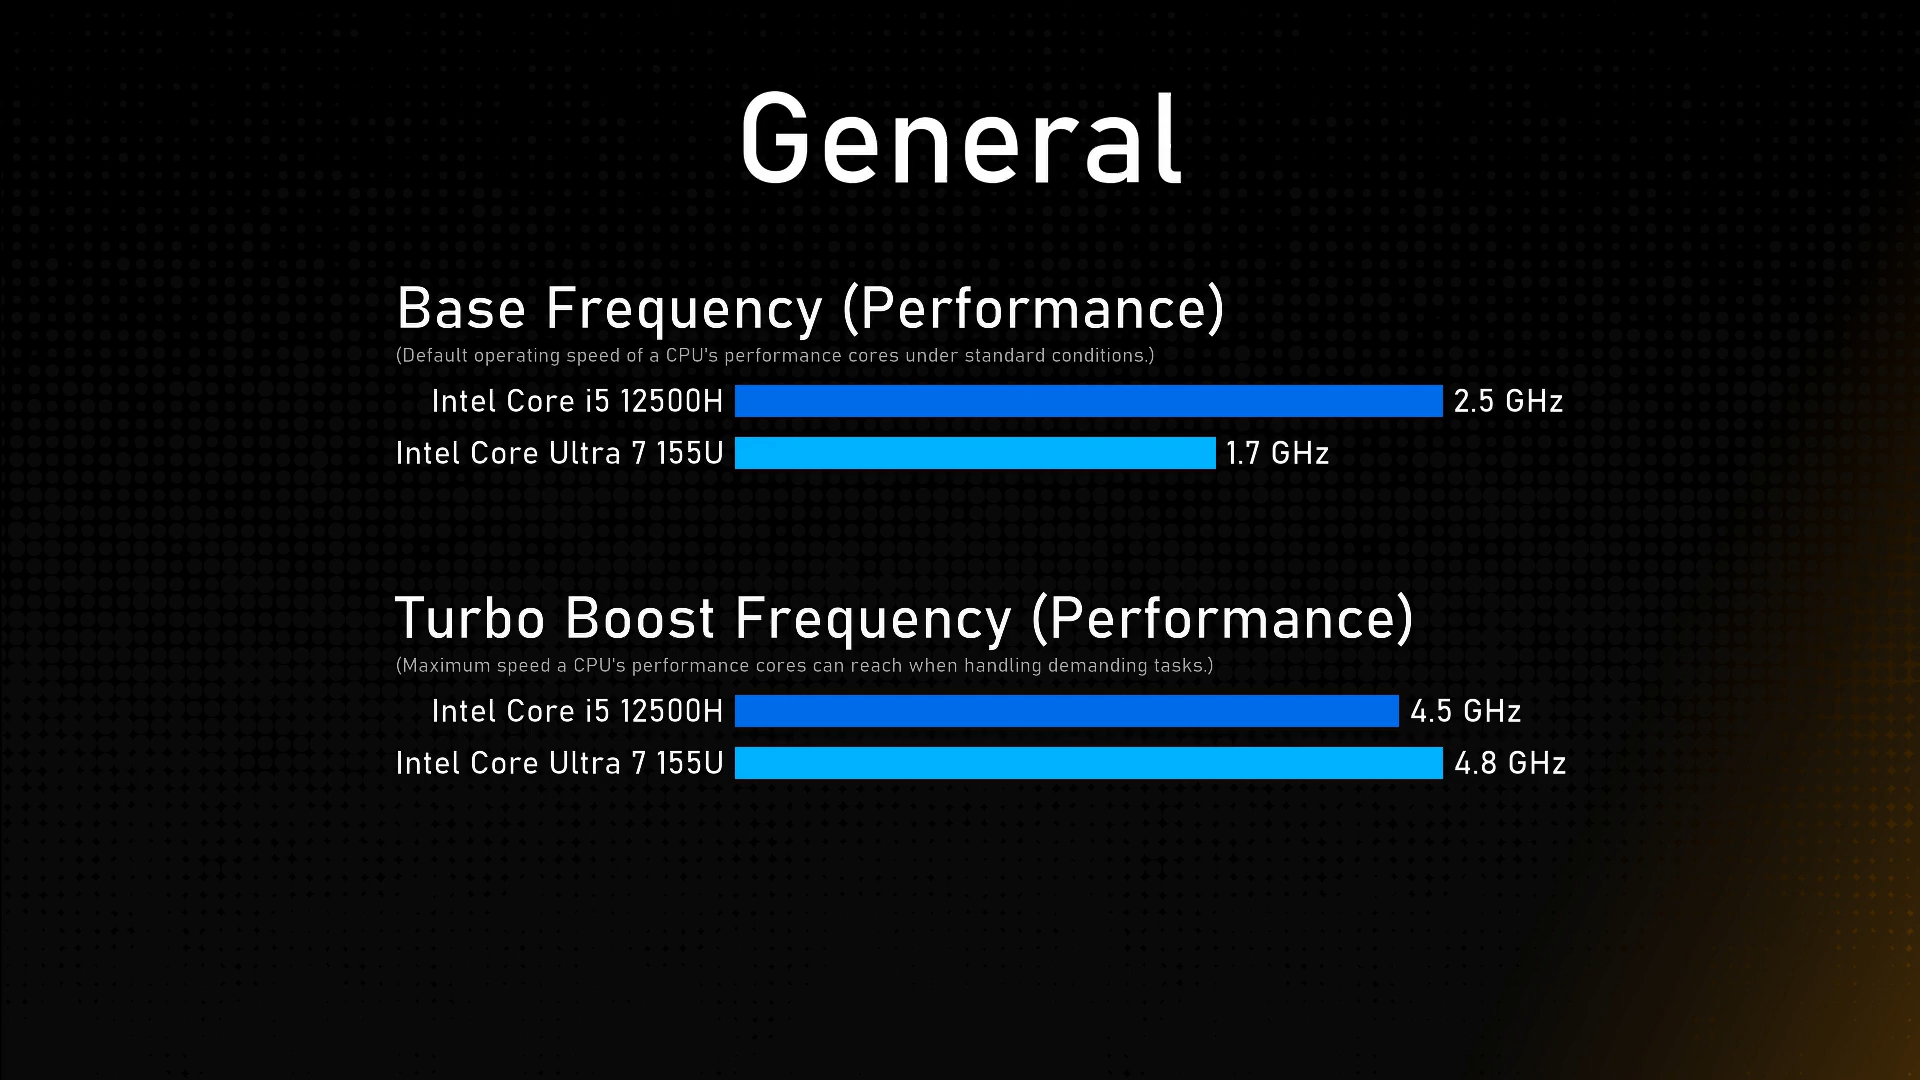 General
Base Frequency (Performance)
(Default operating speed of a CPU's performance cores under standard conditions.)
Intel Core i5 12500H 2.5 GHz
Intel Core Ultra 7 155U 1.7 GHz
Turbo Boost Frequency (Performance)
(Maximum speed a CPU's performance cores can reach when handling demanding tasks.)
Intel Core i5 12500H 4.5 GHz
Intel Core Ultra 7 155U 4.8 GHz